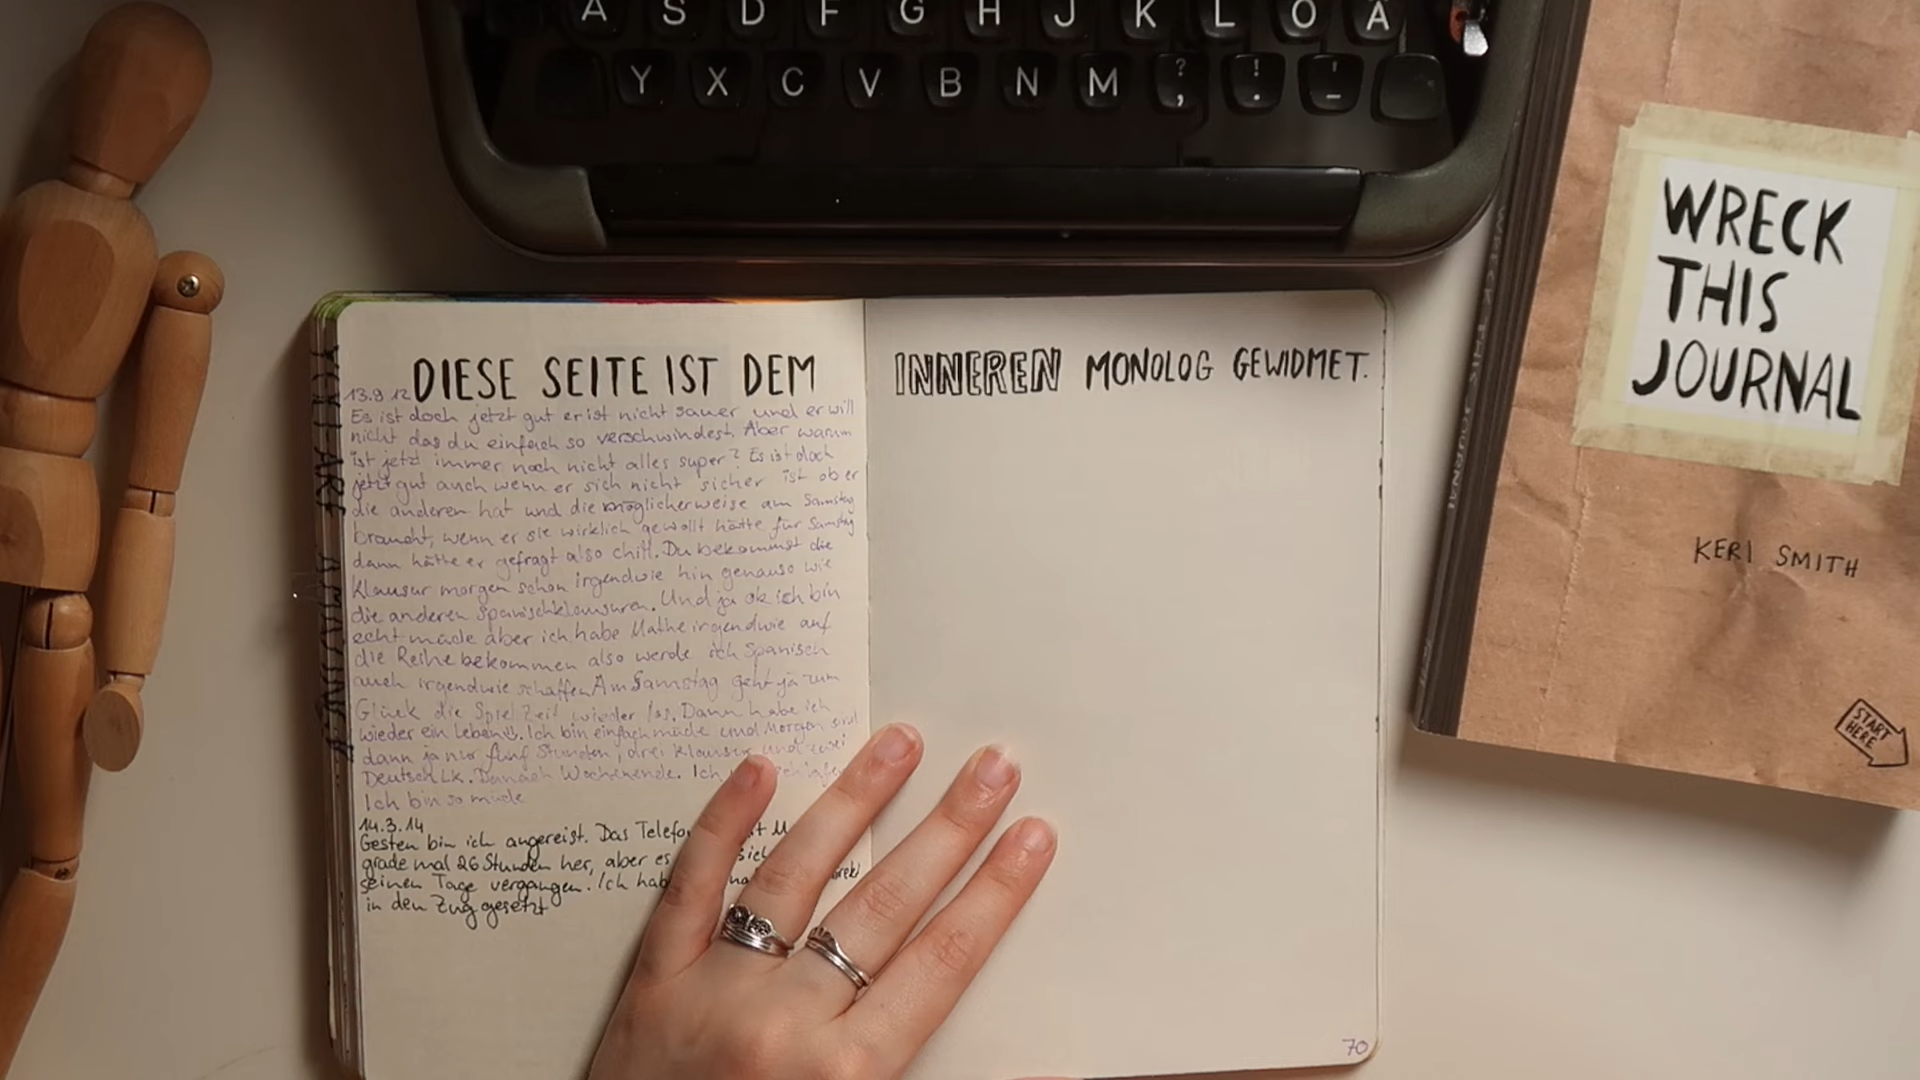 A S D F G H J K L Ö Ä
Y X C V B N M ? , ! . ' _
DIESE SEITE IST DEM
INNEREN MONOLOG GEWIDMET.
13.9.12
Es ist doch jetzt gut er ist nicht sauer und er will
nicht das du einfach so verschwindest. Aber warum
ist jetzt immer noch nicht alles super? Es ist doch
jetzt gut auch wenn er sich nicht sicher ist ob er
die anderen hat und die möglicherweise am Samstag
braucht, wenn er sie wirklich gewollt hätte für Samstag
dann hätte er gefragt also chill. Du bekommst die
Klausur morgen schon irgendwie hin genauso wie
die anderen Spanischklausuren. Und ja ok ich bin
echt müde aber ich habe Mathe irgendwie auf
die Reihe bekommen also werde ich Spanisch
auch irgendwie schaffen Am Samstag geht ja zum
Glück die Spielzeit wieder los. Dann habe ich
wieder ein Leben. Ich bin einfach müde und Morgen sind
dann ja nur fünf Stunden, drei Klausur und zwei
Deutsch LK. Danach Wochenende. Ich schlafen
Ich bin so müde
14.3.14
Gesten bin ich angereist. Das
grade mal 26 Stunden her, aber es
seinen Tage vergangen. Ich
in den Zug gesetzt
70
WRECK
THIS
JOURNAL
KERI SMITH
START
HERE
WRECK THIS JOURNAL